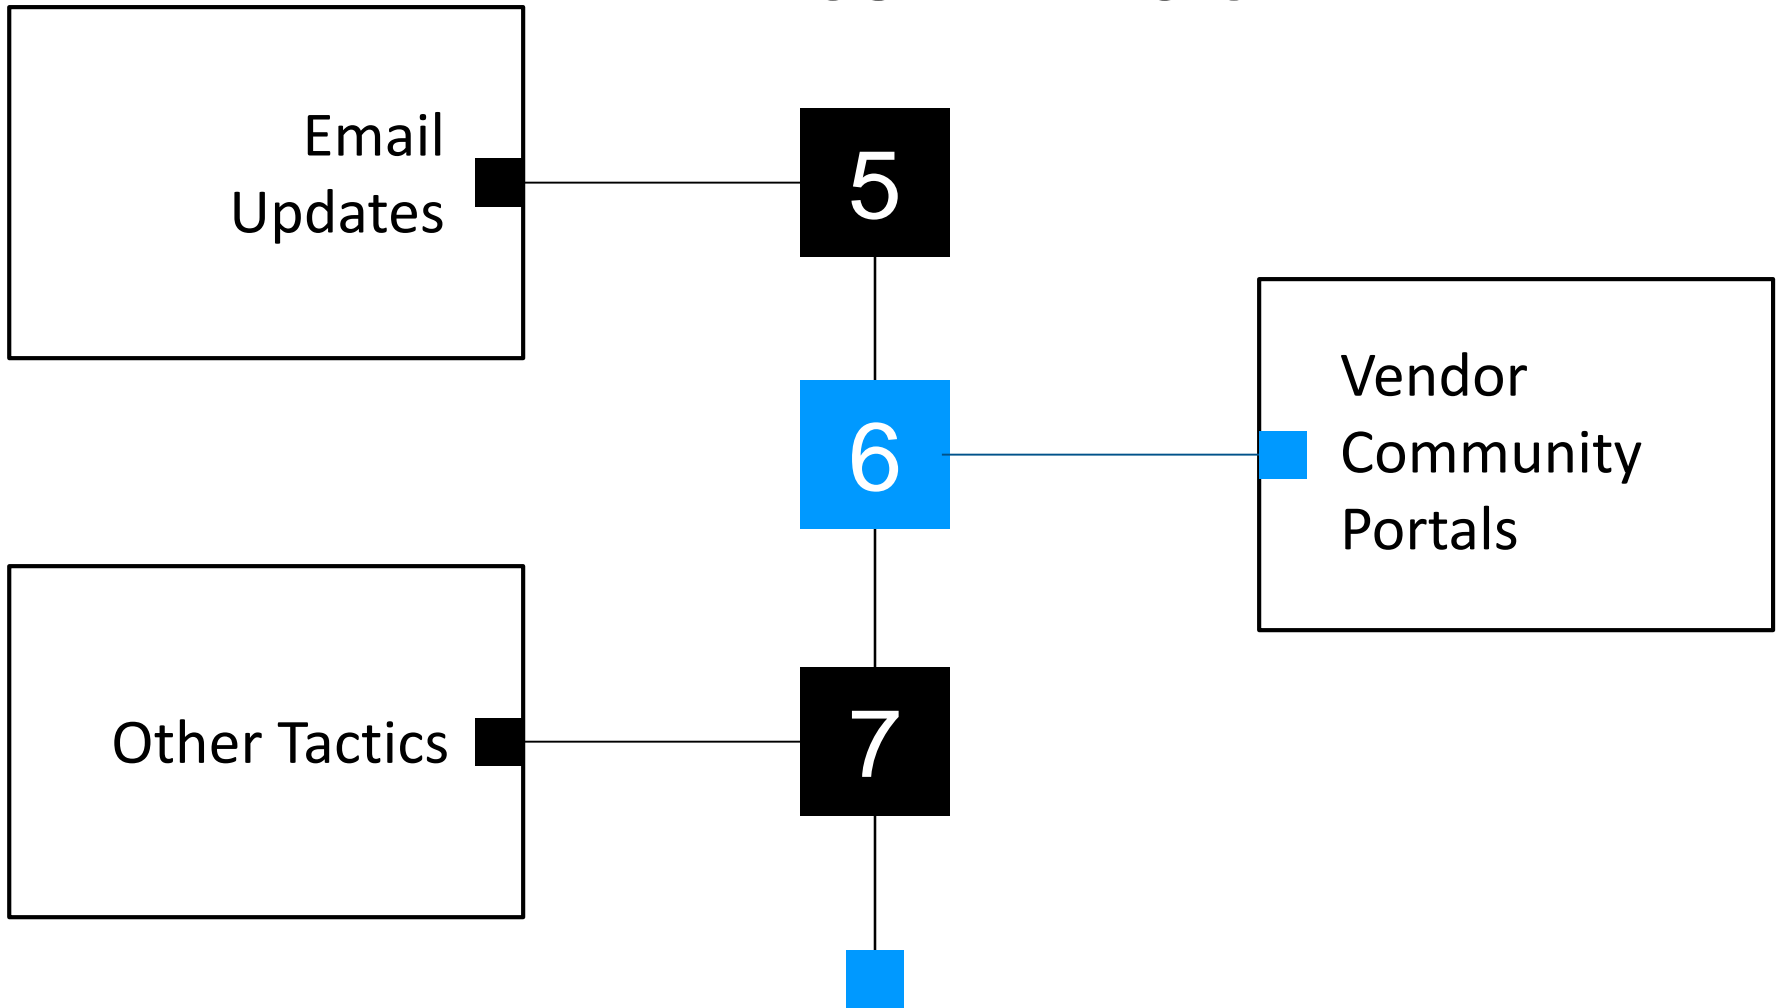 Email
Updates
5
6
Vendor
Community
Portals
Other Tactics
7